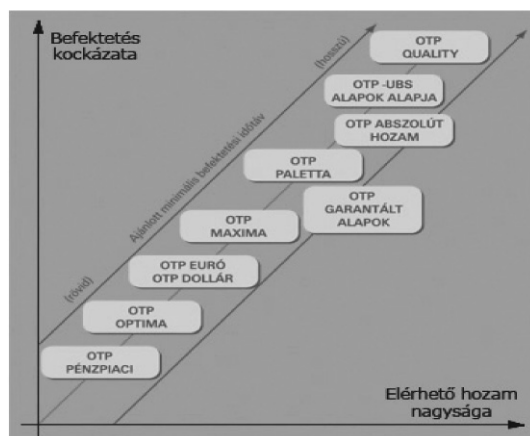 Befektetés
kockázata
OTP
QUALITY
(hosszú)
OTP -UBS
ALAPOK ALAPJA
OTP ABSZOLÚT
HOZAM
Ajánlott minimális befektetési időtáv
OTP
PALETTA
OTP
GARANTÁLT
ALAPOK
OTP
MAXIMA
OTP EURÓ
OTP DOLLÁR
(rövid)
OTP
OPTIMA
OTP
PÉNZPIACI
Elérhető hozam
nagysága